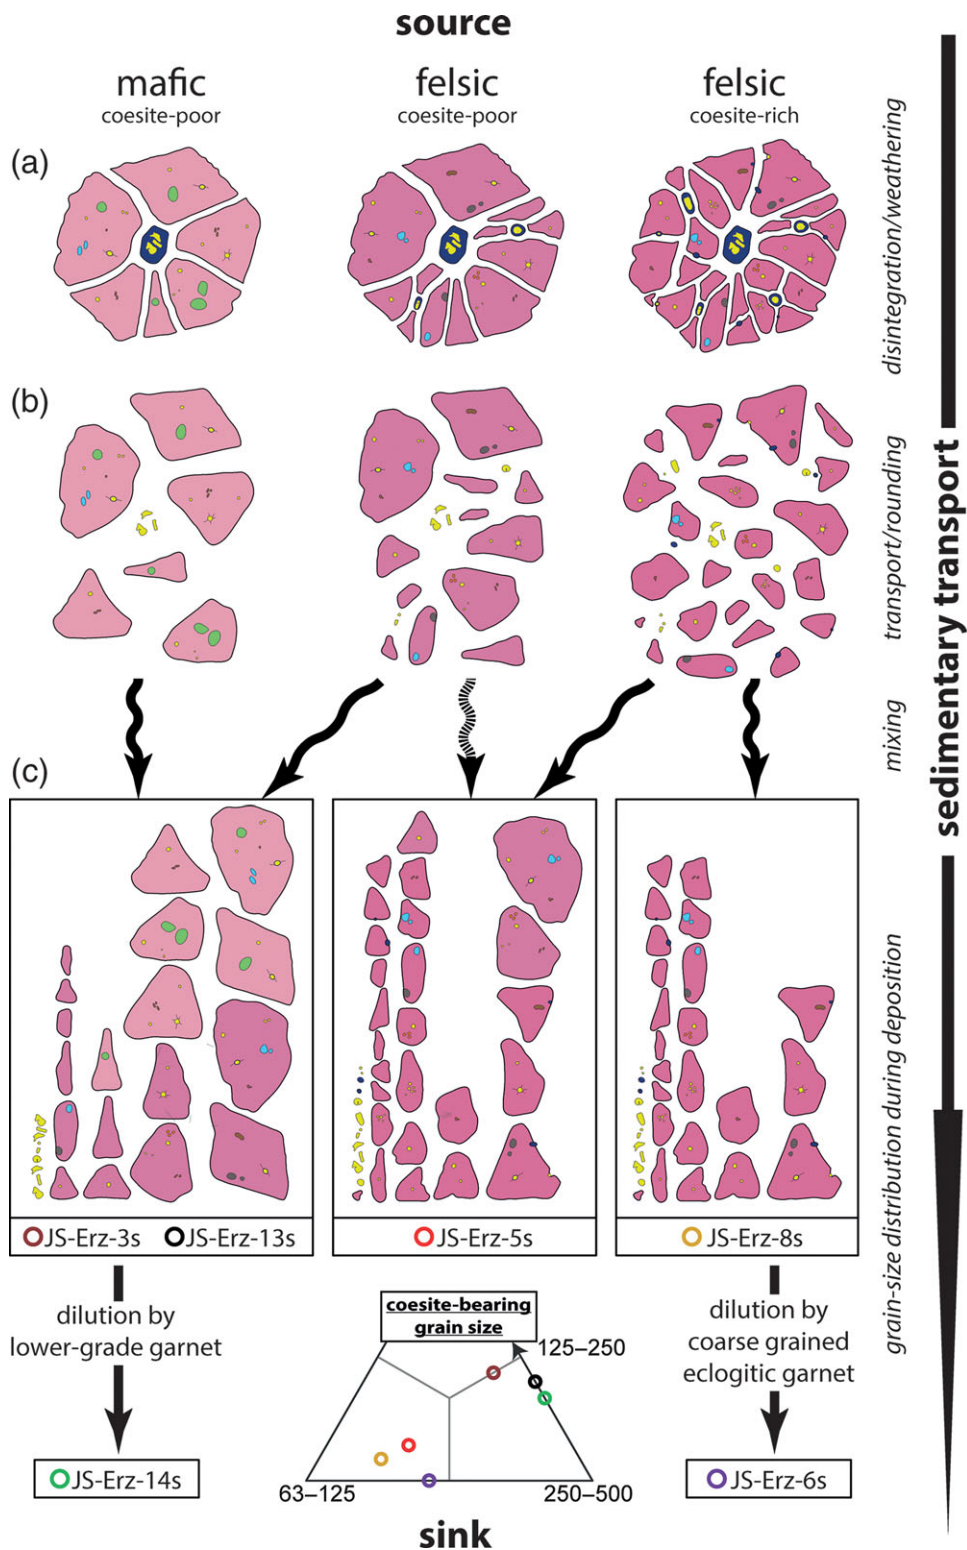 source
mafic
coesite-poor
felsic
coesite-poor
felsic
coesite-rich
(a)
disintegration/weathering
(b)
transport/rounding
sedimentary transport
mixing
(c)
grain-size distribution during deposition
JS-Erz-3s JS-Erz-13s
JS-Erz-5s
JS-Erz-8s
dilution by
lower-grade garnet
coesite-bearing
grain size
125–250
63–125
250–500
dilution by
coarse grained
eclogitic garnet
JS-Erz-14s
JS-Erz-6s
sink